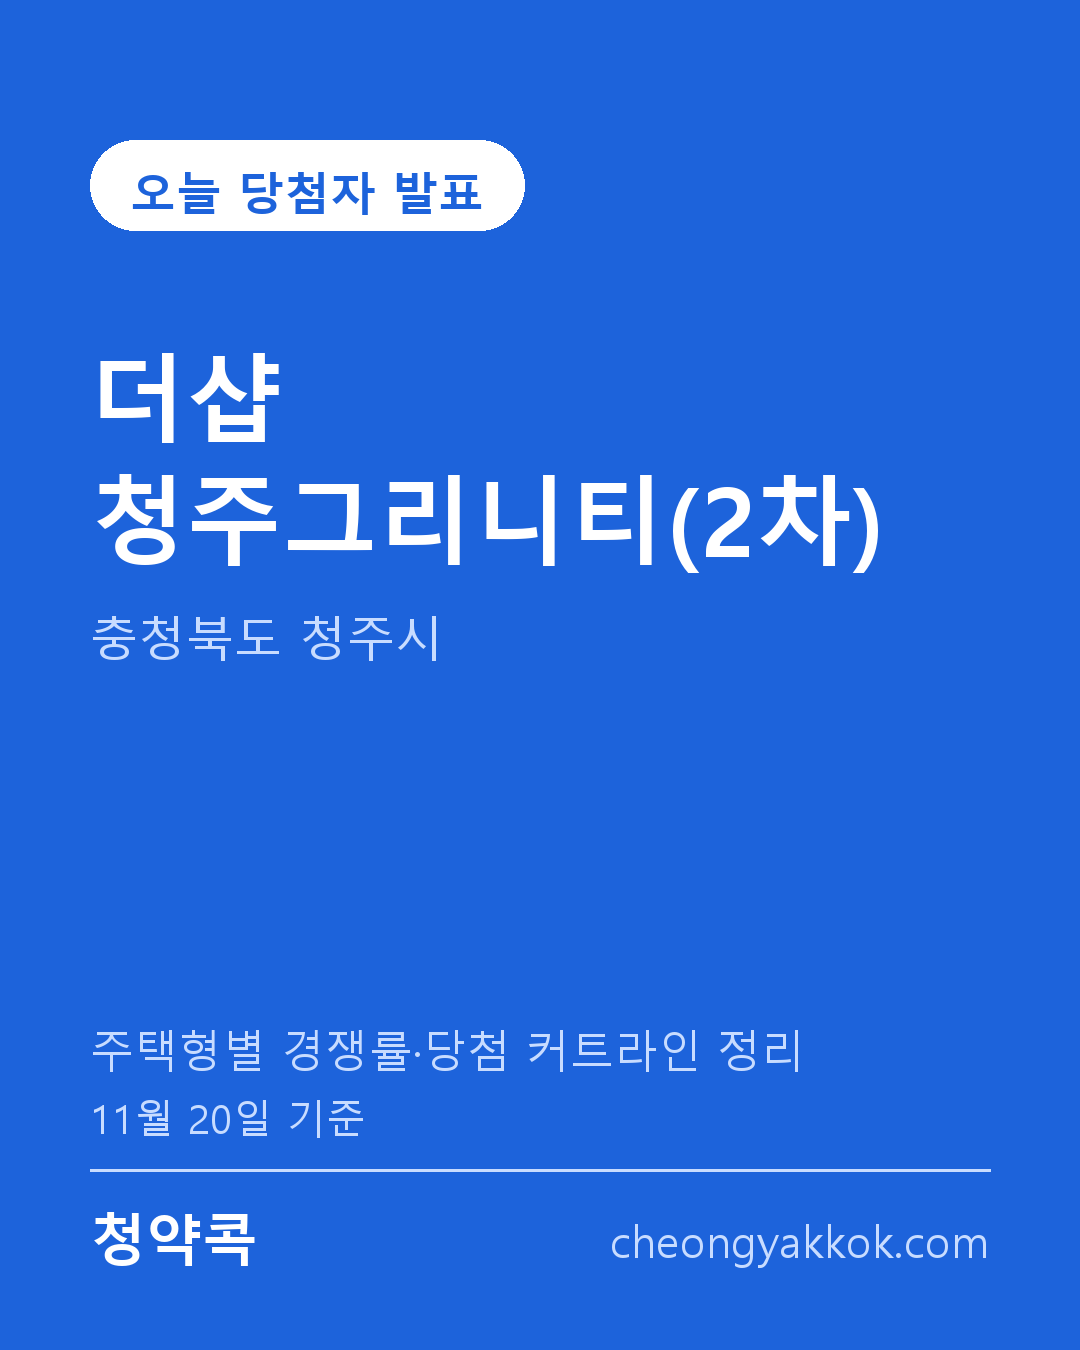 오늘 당첨자 발표
더샵
청주그리니티(2차)
충청북도 청주시
주택형별 경쟁률·당첨 커트라인 정리
11월 20일 기준
청약콕
cheongyakkok.com